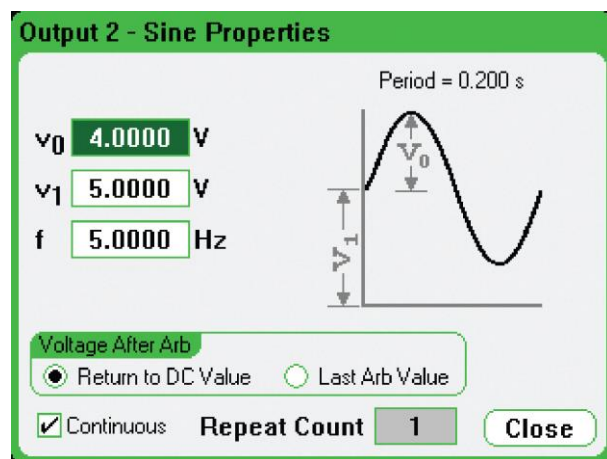 Output 2 - Sine Properties
Period = 0.200 s
v0 4.0000 V
v1 5.0000 V
f 5.0000 Hz
V0
V1
Voltage After Arb
Return to DC Value Last Arb Value
Continuous Repeat Count 1 Close